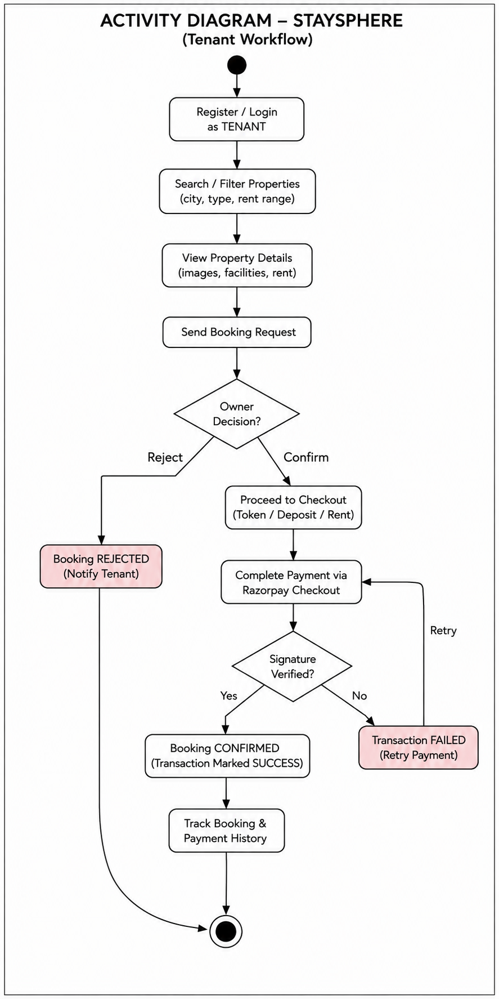 ACTIVITY DIAGRAM – STAYSPHERE
(Tenant Workflow)
Register / Login
as TENANT
Search / Filter Properties
(city, type, rent range)
View Property Details
(images, facilities, rent)
Send Booking Request
Owner
Decision?
Reject
Confirm
Proceed to Checkout
(Token / Deposit / Rent)
Booking REJECTED
(Notify Tenant)
Complete Payment via
Razorpay Checkout
Retry
Signature
Verified?
Yes
No
Booking CONFIRMED
(Transaction Marked SUCCESS)
Transaction FAILED
(Retry Payment)
Track Booking &
Payment History